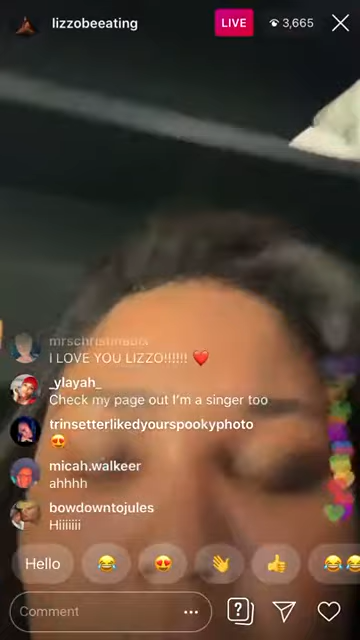 lizzobeeating
LIVE
3,665
I LOVE YOU LIZZO!!!!!! ❤️
_ylayah_
Check my page out I'm a singer too
trinsetterlikedyourspookyphoto
😍
micah.walkeer
ahhhh
bowdowntojules
Hiiiiiii
Hello
Comment